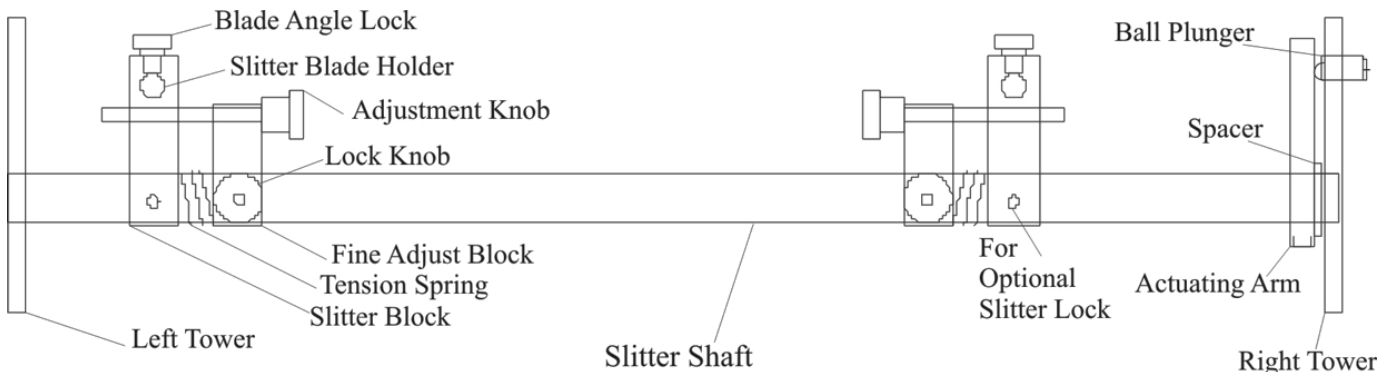 Blade Angle Lock
Slitter Blade Holder
Adjustment Knob
Lock Knob
Fine Adjust Block
Tension Spring
Slitter Block
Left Tower
Slitter Shaft
For
Optional
Slitter Lock
Ball Plunger
Spacer
Actuating Arm
Right Tower